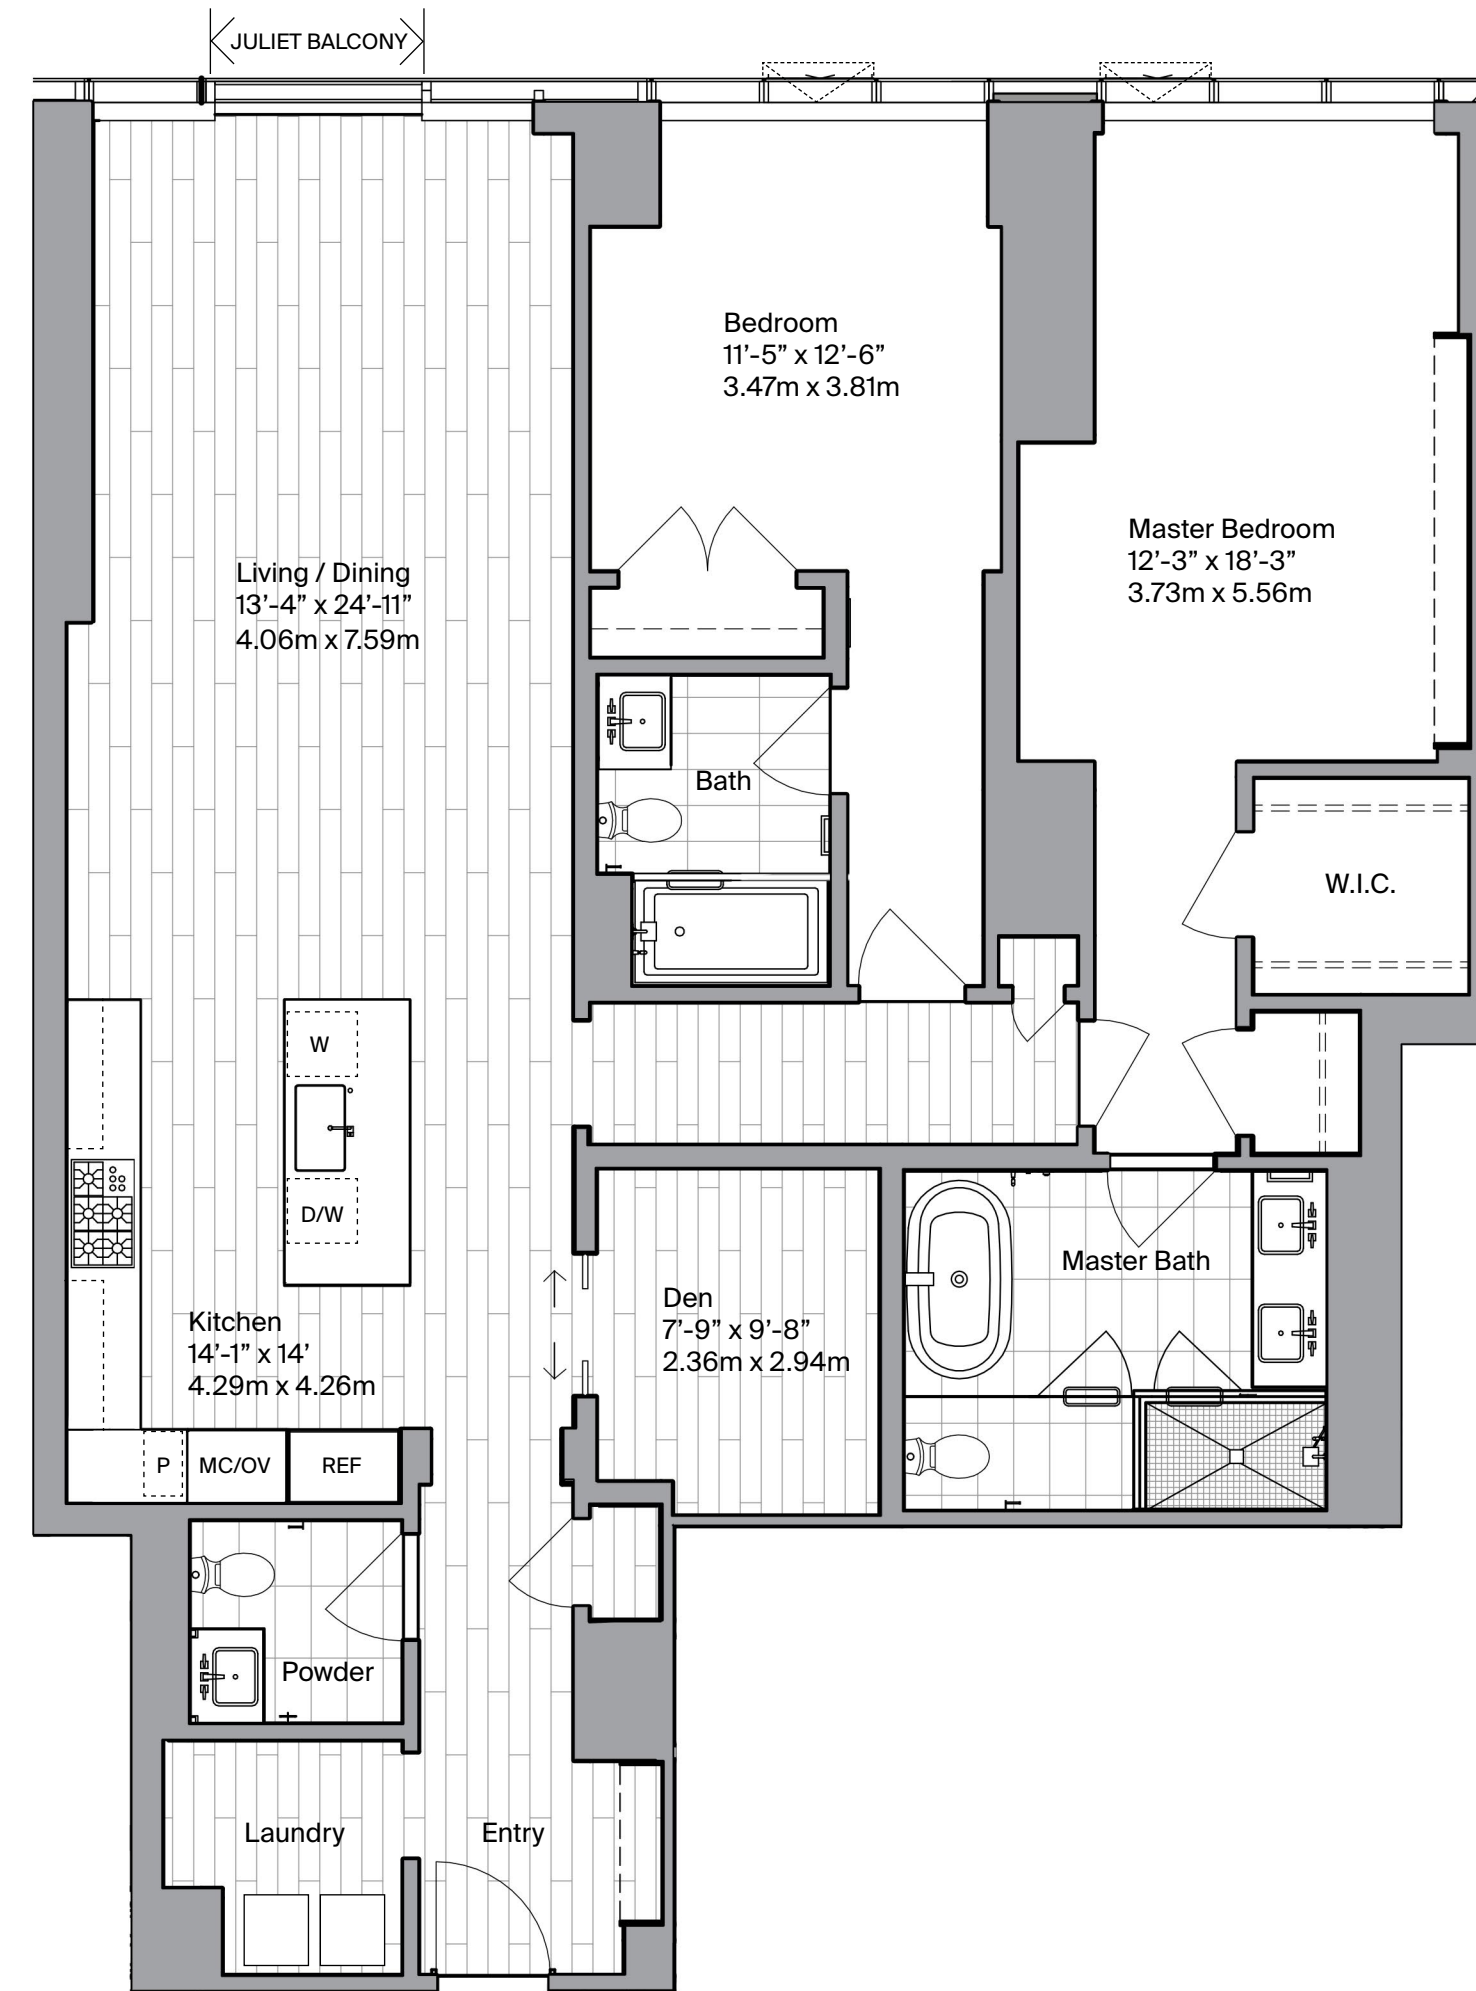 JULIET BALCONY
Bedroom
11’-5” x 12’-6”
3.47m x 3.81m
Master Bedroom
12’-3” x 18’-3”
3.73m x 5.56m
Living / Dining
13’-4” x 24’-11”
4.06m x 7.59m
Bath
W.I.C.
W
D/W
Master Bath
Den
7’-9” x 9’-8”
2.36m x 2.94m
Kitchen
14’-1” x 14’
4.29m x 4.26m
P
MC/OV
REF
Powder
Laundry
Entry